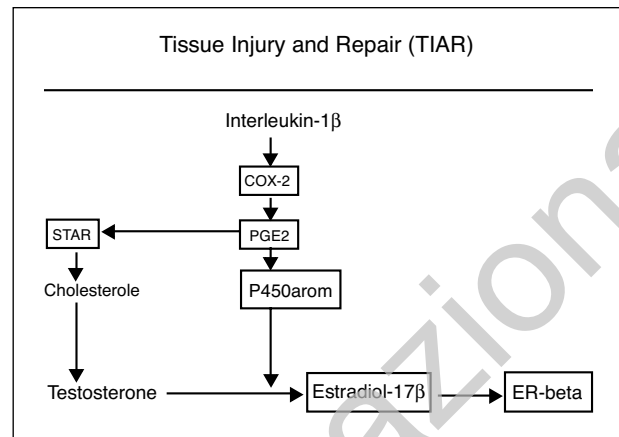 Tissue Injury and Repair (TIAR)
Interleukin-1β
COX-2
STAR
PGE2
Cholesterole
P450arom
Testosterone
Estradiol-17β
ER-beta